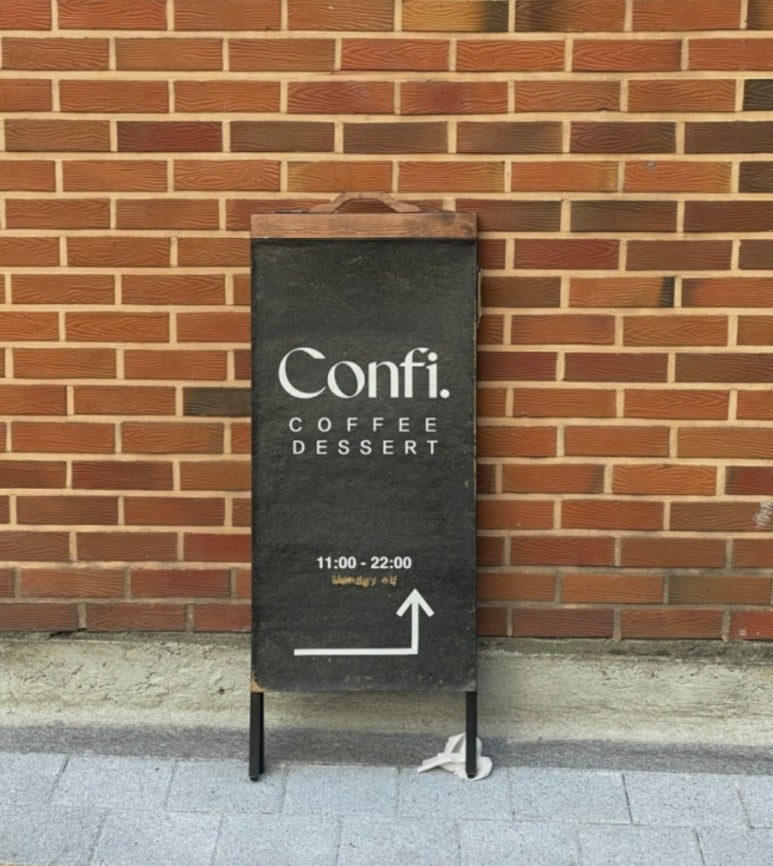 Confi.
COFFEE
DESSERT
11:00 - 22:00